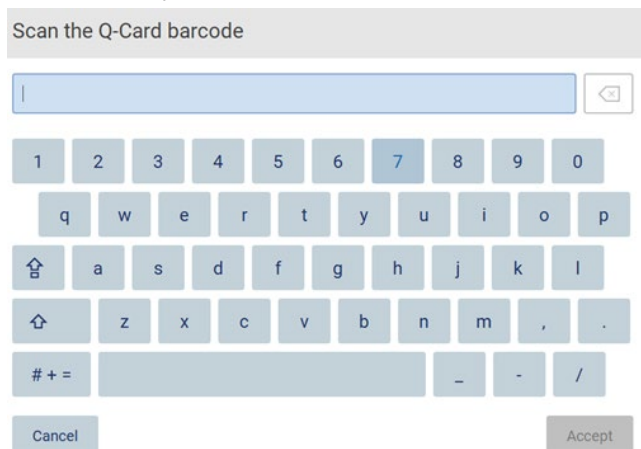 Scan the Q-Card barcode
1 2 3 4 5 6 7 8 9 0
q w e r t y u i o p
a s d f g h j k l
z x c v b n m , .
# + = _ - /
Cancel Accept